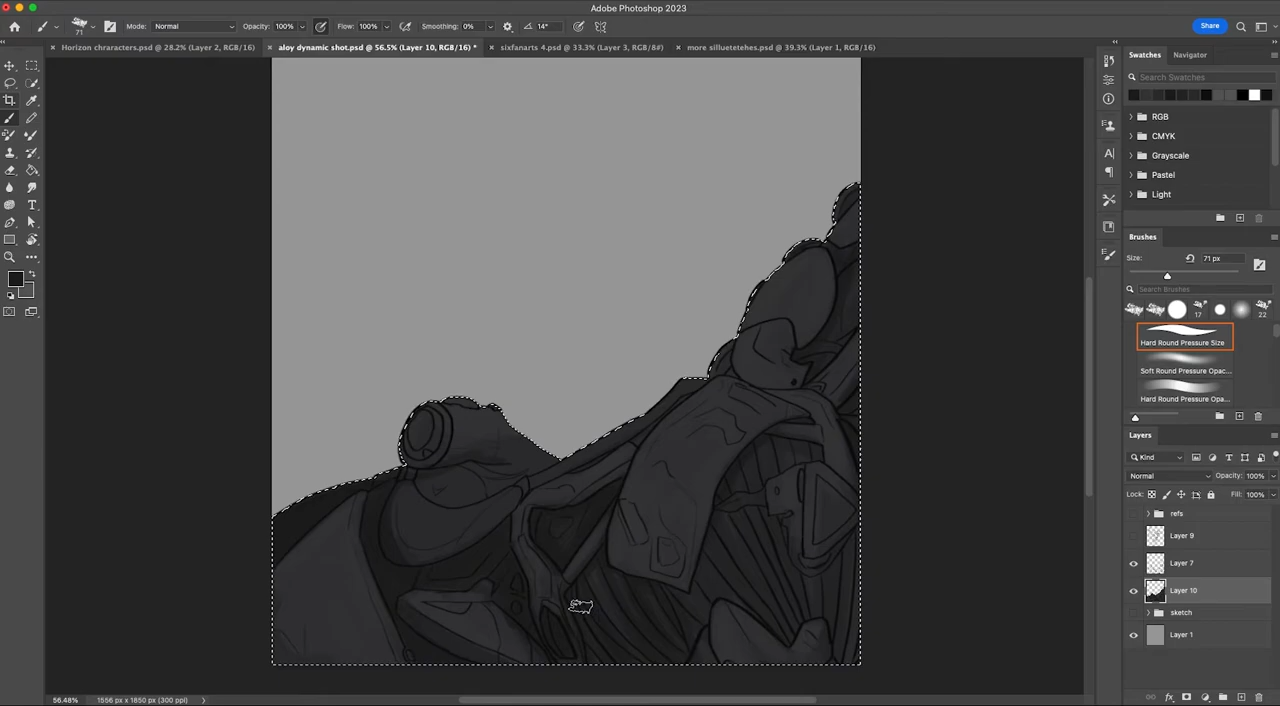 Adobe Photoshop 2023
71
Mode: Normal Opacity: 100% Flow: 100% Smoothing: 0% 14° Share
Horizon chraracters.psd @ 28.2% (Layer 2, RGB/16)
aloy dynamic shot.psd @ 56.5% (Layer 10, RGB/16) *
sixfanarts 4.psd @ 33.3% (Layer 3, RGB/8#)
more silluetetehes.psd @ 39.3% (Layer 1, RGB/16)
Swatches Navigator
Search Swatches
RGB
CMYK
Grayscale
Pastel
Light
Brushes
Size: 71 px
Search Brushes
17 22
Hard Round Pressure Size
Soft Round Pressure Opac...
Hard Round Pressure Opa...
Layers
Kind
Normal Opacity: 100%
Lock: Fill: 100%
refs
Layer 9
Layer 7
Layer 10
sketch
Layer 1
56.48% 1556 px x 1850 px (300 ppi)